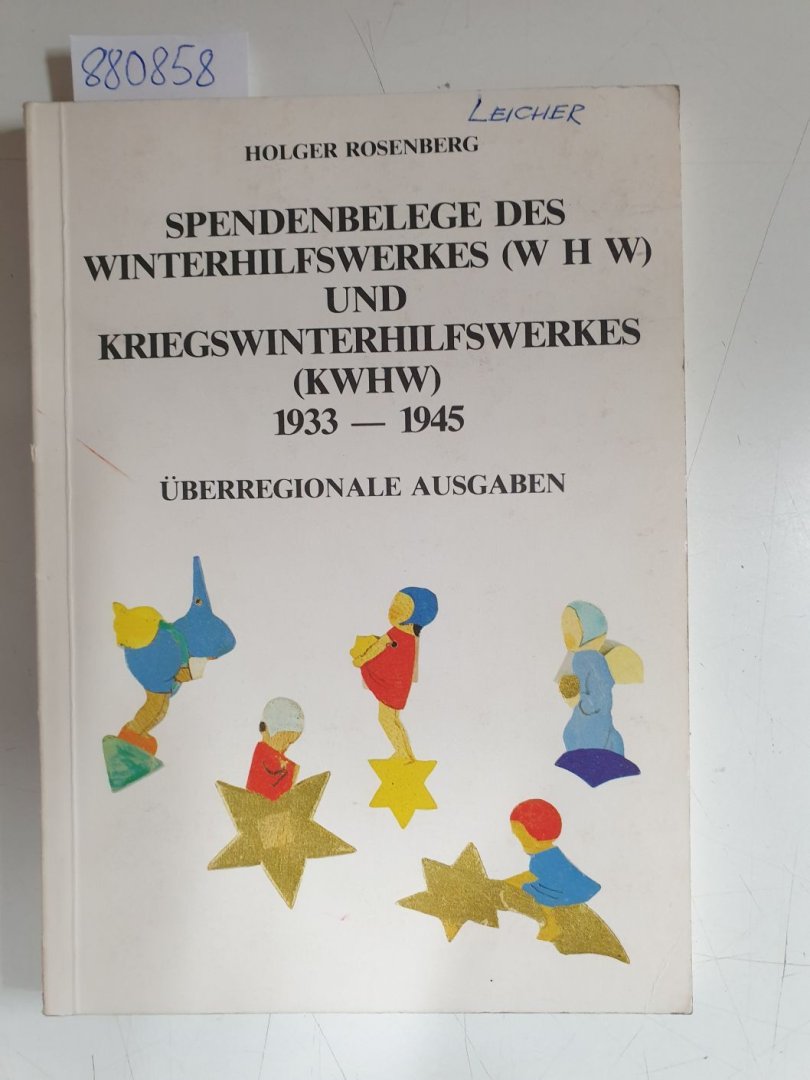 880858
LEICHER
HOLGER ROSENBERG
SPENDENBELEGE DES
WINTERHILFSWERKES (W H W)
UND
KRIEGSWINTERHILFSWERKES
(KWHW)
1933 — 1945
ÜBERREGIONALE AUSGABEN